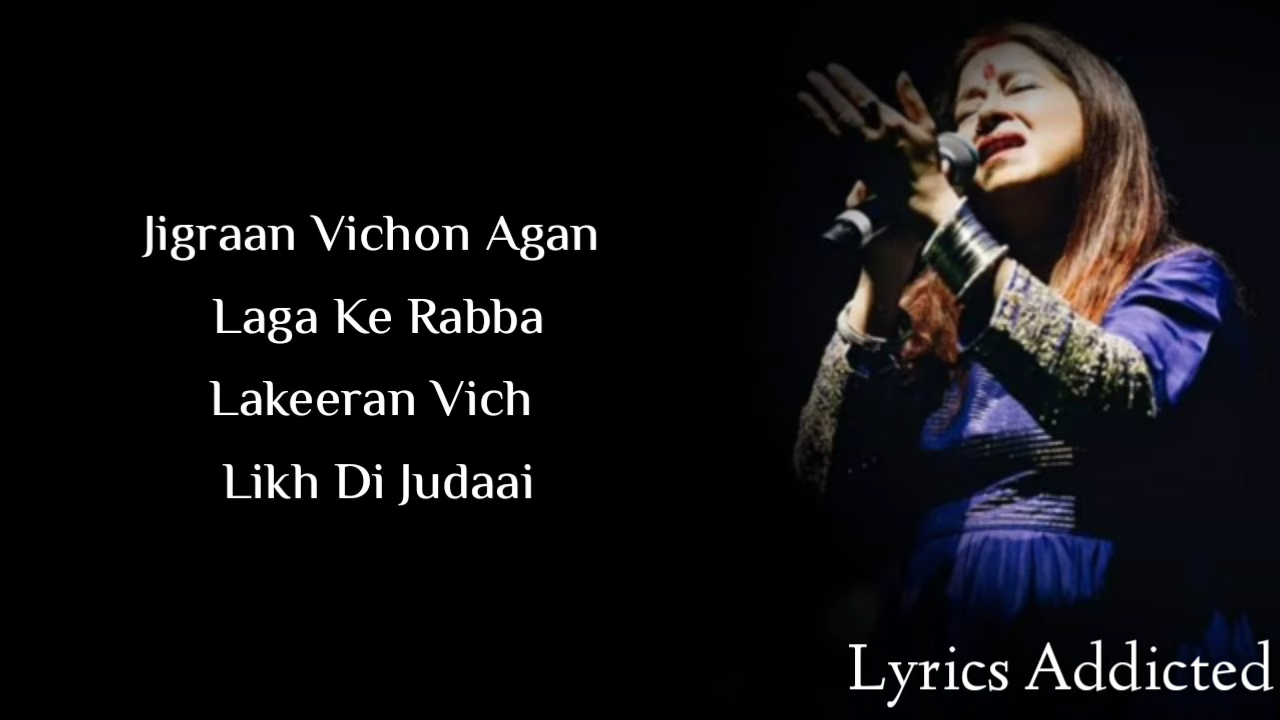 Jigraan Vichon Agan
Laga Ke Rabba
Lakeeran Vich
Likh Di Judaai
Lyrics Addicted